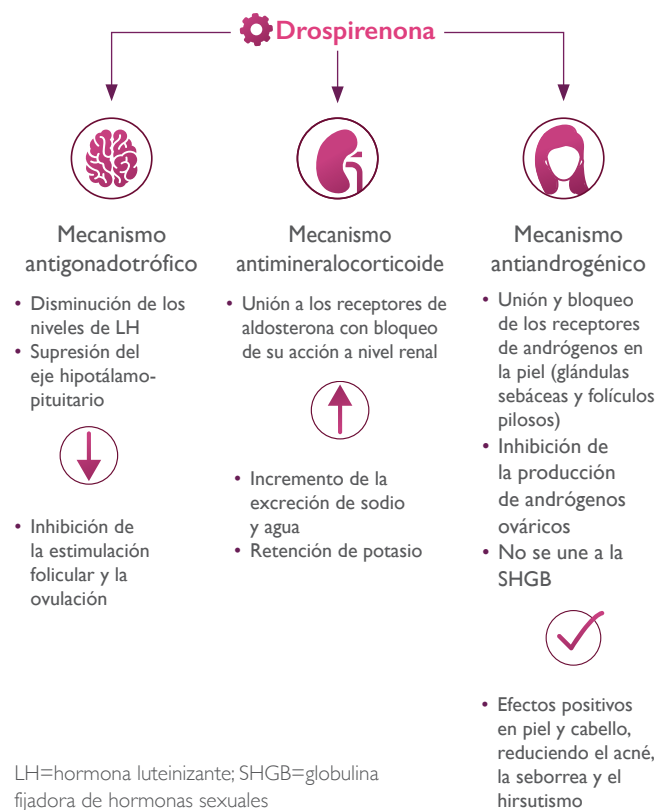 Drospirenona
Mecanismo
antigonadotrófico
• Disminución de los
niveles de LH
• Supresión del
eje hipotálamo-
pituitario
• Inhibición de
la estimulación
folicular y la
ovulación
Mecanismo
antimineralocorticoide
• Unión a los receptores de
aldosterona con bloqueo
de su acción a nivel renal
• Incremento de la
excreción de sodio
y agua
• Retención de potasio
Mecanismo
antiandrogénico
• Unión y bloqueo
de los receptores
de andrógenos en
la piel (glándulas
sebáceas y folículos
pilosos)
• Inhibición de
la producción
de andrógenos
ováricos
• No se une a la
SHGB
• Efectos positivos
en piel y cabello,
reduciendo el acné,
la seborrea y el
hirsutismo
LH=hormona luteinizante; SHGB=globulina
fijadora de hormonas sexuales